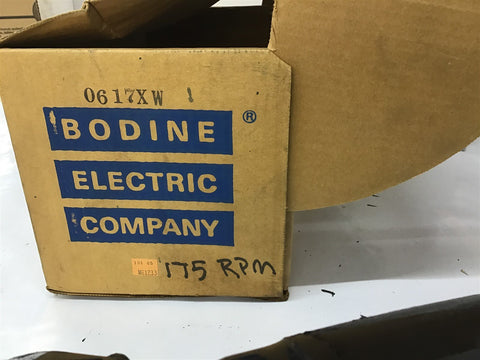 0617XW
BODINE ®
ELECTRIC
COMPANY
175 RPM